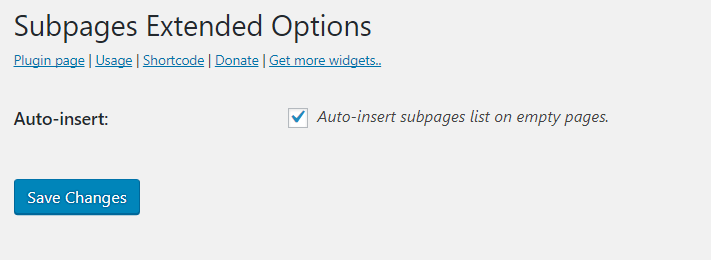 Subpages Extended Options
Plugin page | Usage | Shortcode | Donate | Get more widgets..
Auto-insert: Auto-insert subpages list on empty pages.
Save Changes